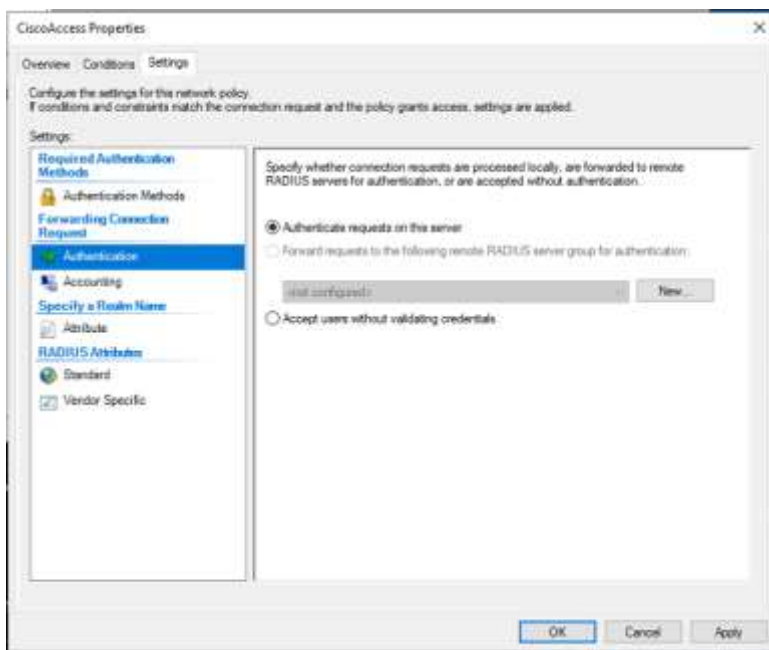 CiscoAccess Properties
Overview Conditions Settings
Configure the settings for this network policy.
If conditions and constraints match the connection request and the policy grants access, settings are applied.
Settings:
Required Authentication
Methods
Authentication Methods
Forwarding Connection
Request
Authentication
Accounting
Specify a Realm Name
Attribute
RADIUS Attributes
Standard
Vendor Specific
Specify whether connection requests are processed locally, are forwarded to remote
RADIUS servers for authentication, or are accepted without authentication.
Authenticate requests on this server
Forward requests to the following remote RADIUS server group for authentication:
<not configured>
New...
Accept users without validating credentials
OK Cancel Apply